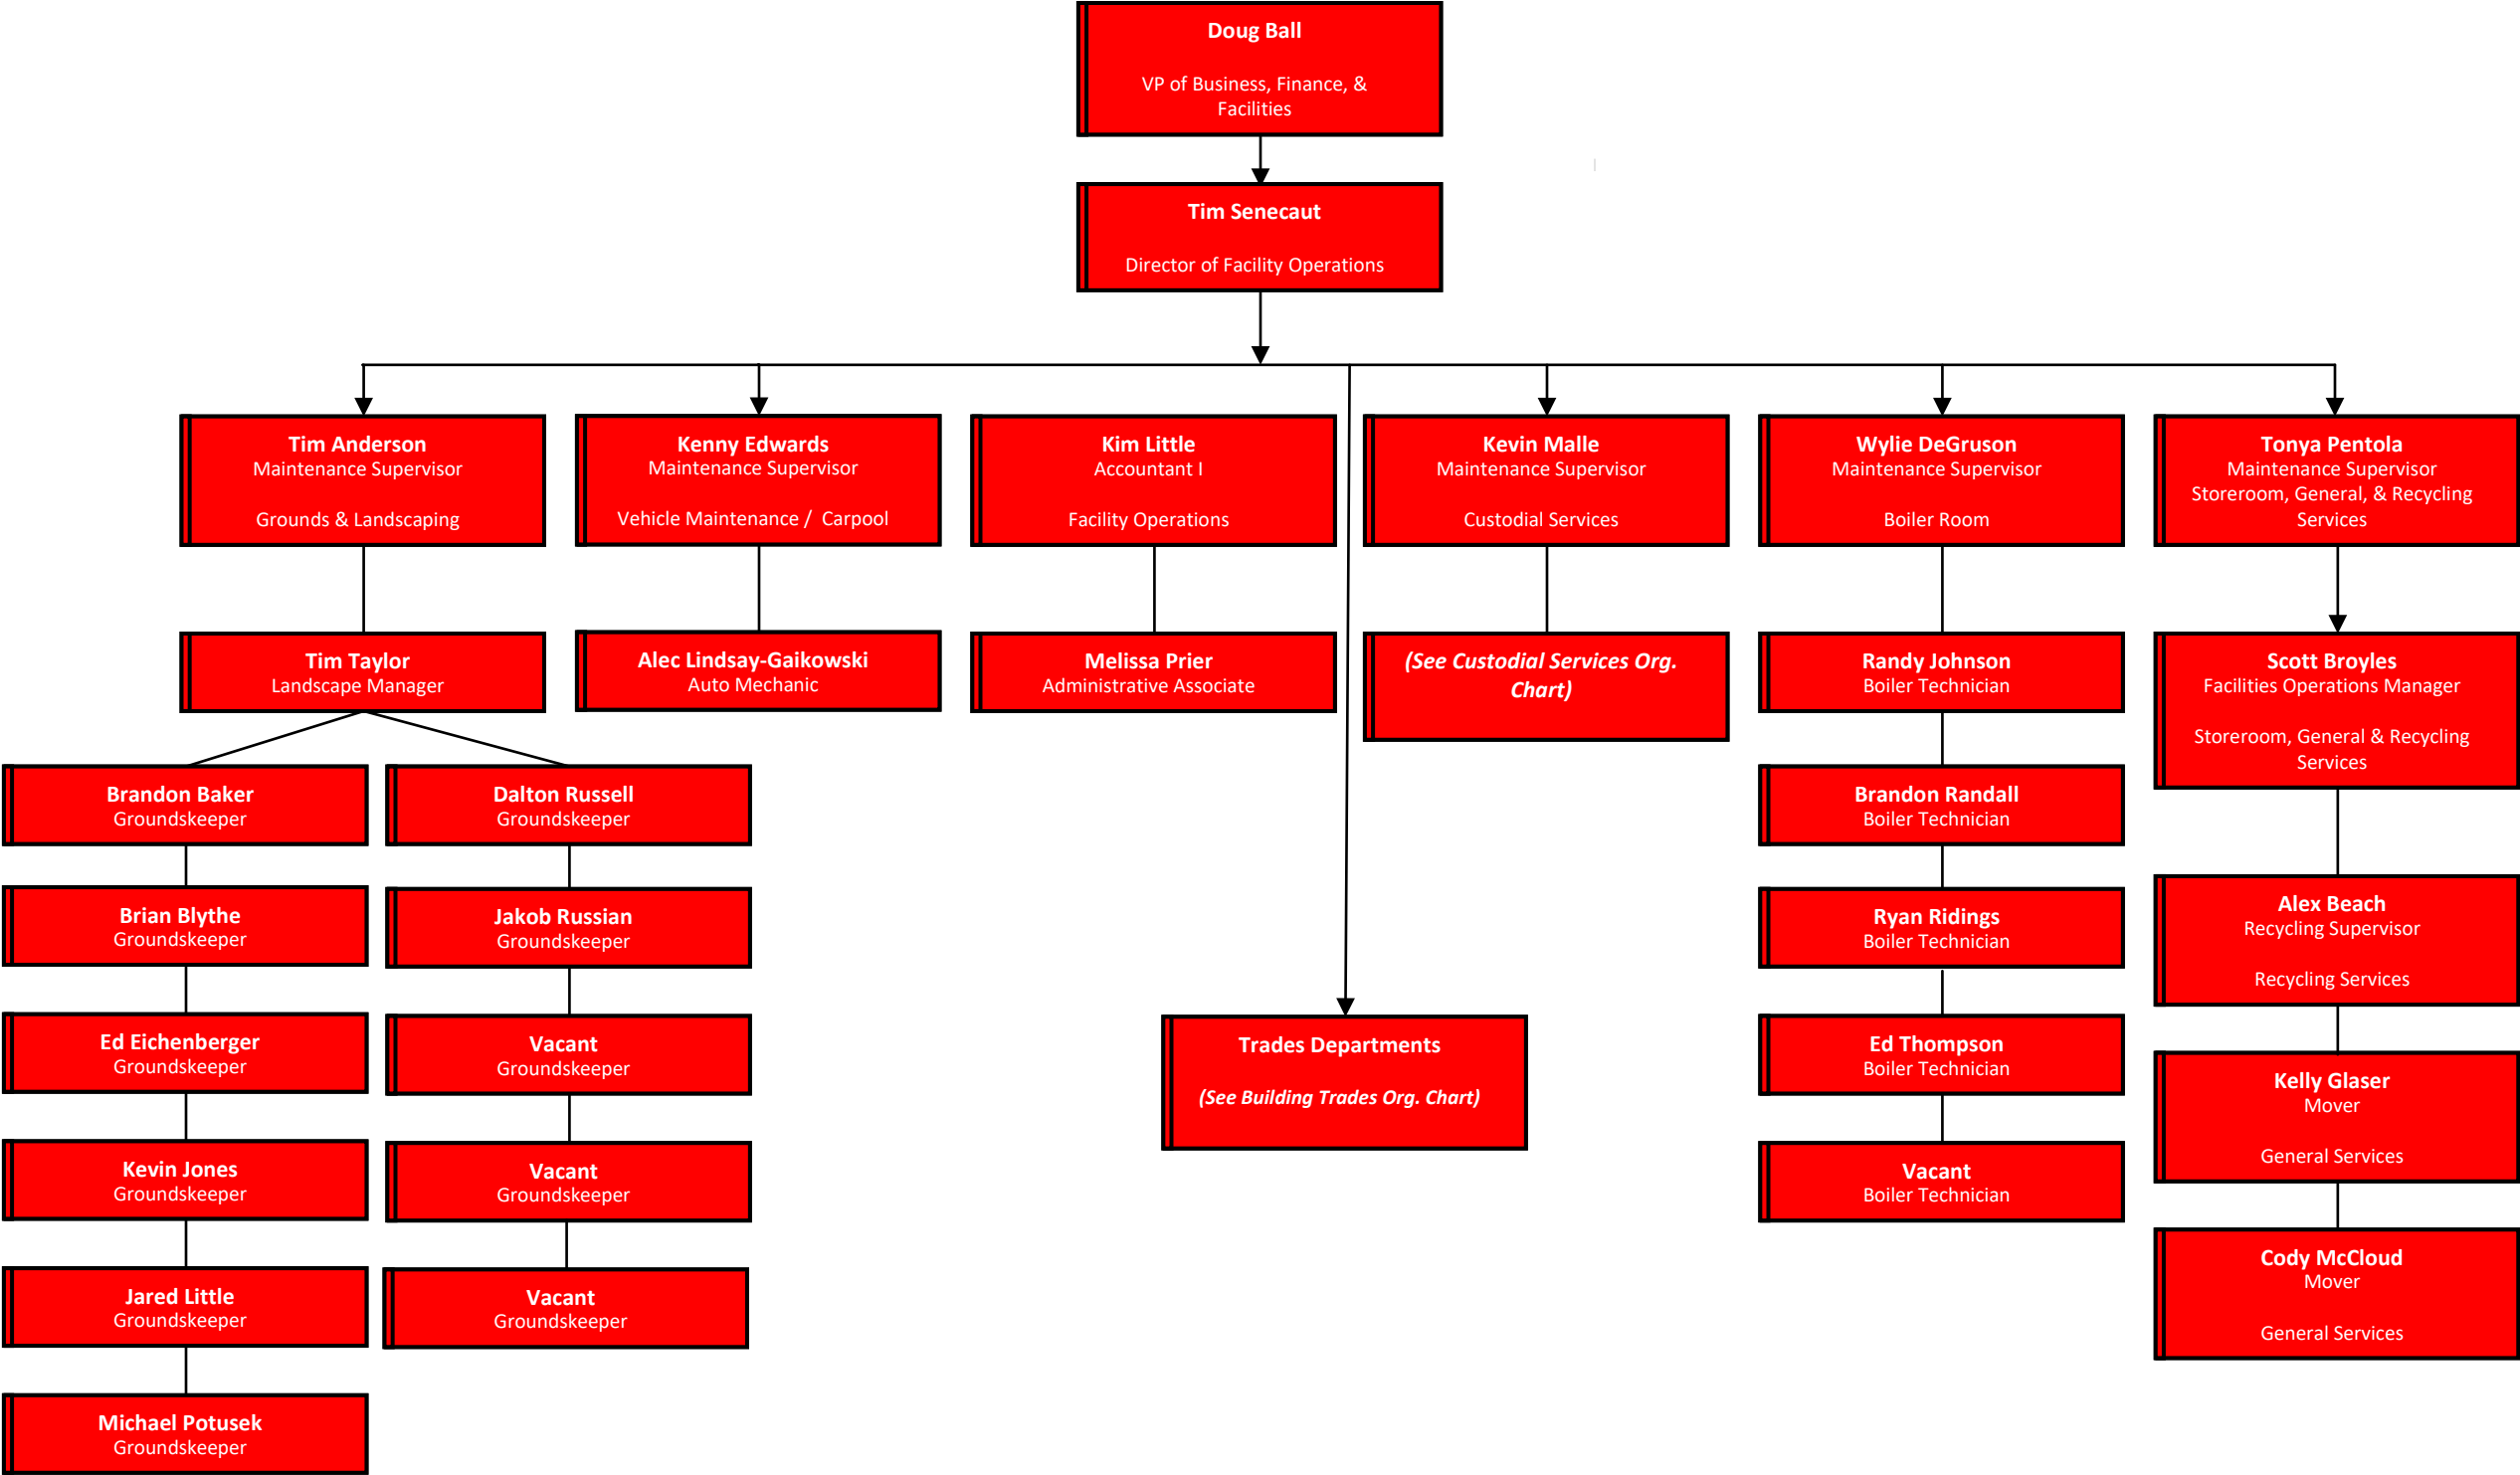 Doug Ball
VP of Business, Finance, &
Facilities
Tim Senecaut
Director of Facility Operations
Tim Anderson
Maintenance Supervisor
Grounds & Landscaping
Kenny Edwards
Maintenance Supervisor
Vehicle Maintenance / Carpool
Kim Little
Accountant I
Facility Operations
Kevin Malle
Maintenance Supervisor
Custodial Services
Wylie DeGruson
Maintenance Supervisor
Boiler Room
Tonya Pentola
Maintenance Supervisor
Storeroom, General, & Recycling
Services
Tim Taylor
Landscape Manager
Alec Lindsay-Gaikowski
Auto Mechanic
Melissa Prier
Administrative Associate
(See Custodial Services Org.
Chart)
Randy Johnson
Boiler Technician
Scott Broyles
Facilities Operations Manager
Storeroom, General & Recycling
Services
Brandon Baker
Groundskeeper
Dalton Russell
Groundskeeper
Brandon Randall
Boiler Technician
Brian Blythe
Groundskeeper
Jakob Russian
Groundskeeper
Ryan Ridings
Boiler Technician
Alex Beach
Recycling Supervisor
Recycling Services
Ed Eichenberger
Groundskeeper
Vacant
Groundskeeper
Trades Departments
(See Building Trades Org. Chart)
Ed Thompson
Boiler Technician
Kelly Glaser
Mover
General Services
Kevin Jones
Groundskeeper
Vacant
Groundskeeper
Vacant
Boiler Technician
Cody McCloud
Mover
General Services
Jared Little
Groundskeeper
Vacant
Groundskeeper
Michael Potusek
Groundskeeper